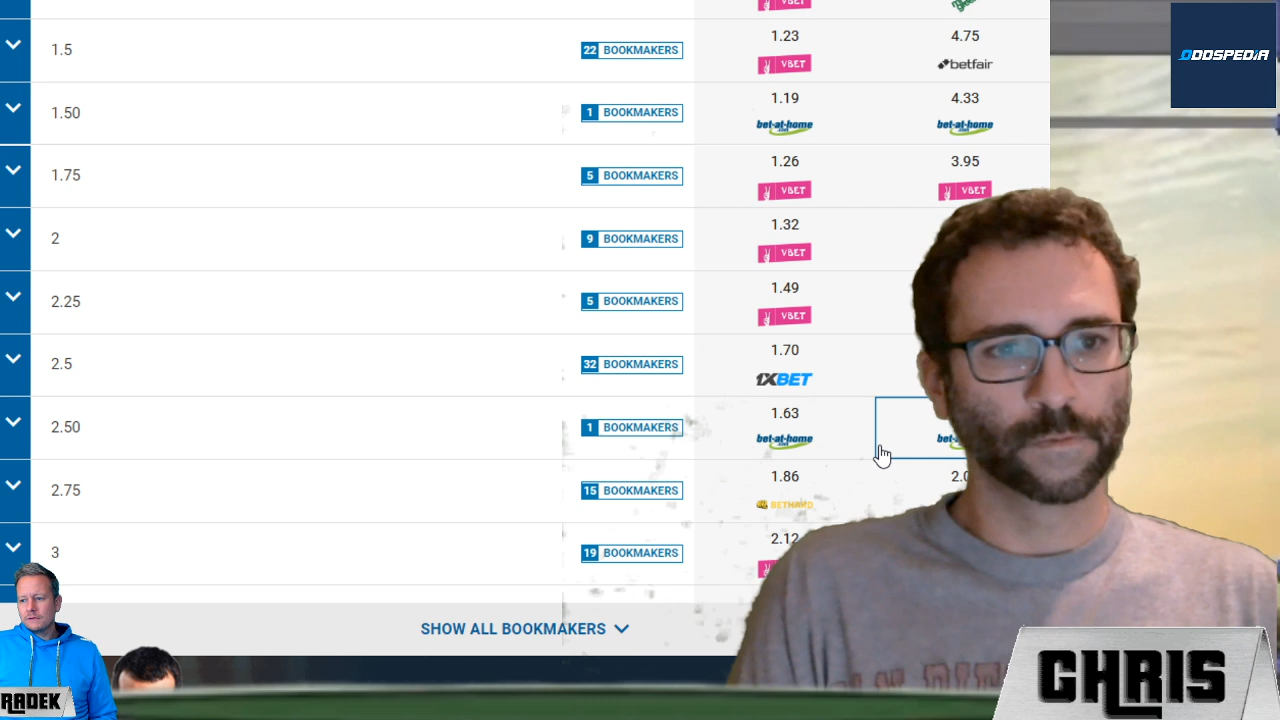 VBET
ODDSPEDIA
1.5
22 BOOKMAKERS
1.23
4.75
VBET
betfair
1.50
1 BOOKMAKERS
1.19
4.33
bet-at-home
.com
bet-at-home
.com
1.75
5 BOOKMAKERS
1.26
3.95
VBET
VBET
2
9 BOOKMAKERS
1.32
VBET
2.25
5 BOOKMAKERS
1.49
VBET
2.5
32 BOOKMAKERS
1.70
1XBET
2.50
1 BOOKMAKERS
1.63
bet-at-home
.com
2.75
15 BOOKMAKERS
1.86
BETHARD
3
19 BOOKMAKERS
2.12
SHOW ALL BOOKMAKERS
RADEK
CHRIS